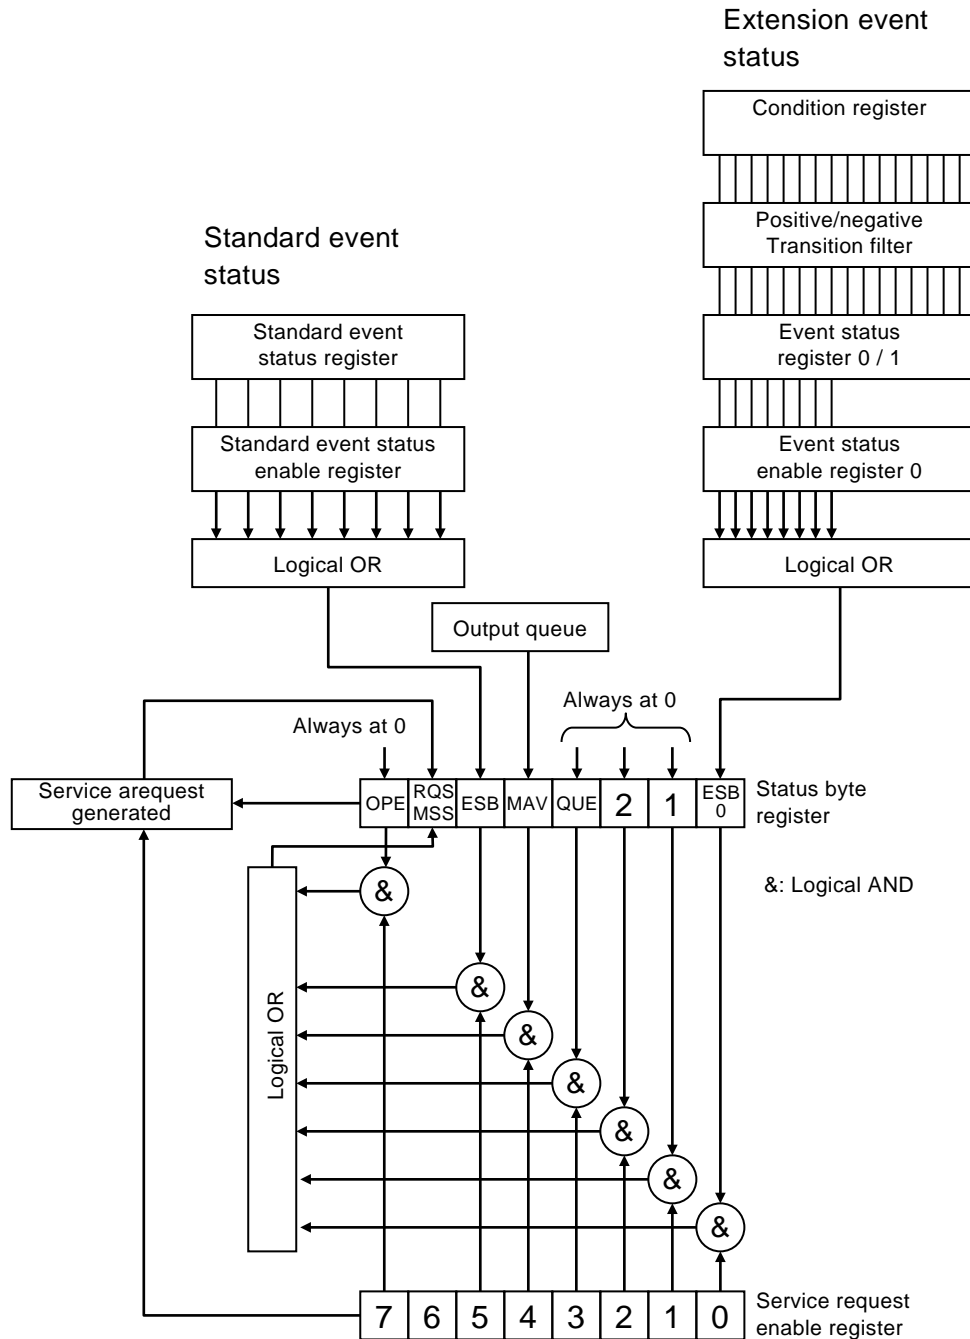 Extension event
status
Condition register
Positive/negative
Transition filter
Standard event
status
Standard event
status register
Event status
register 0 / 1
Standard event status
enable register
Event status
enable register 0
Logical OR
Logical OR
Output queue
Always at 0
Always at 0
Service arequest
generated
OPE
RQS
MSS
ESB
MAV
QUE
2
1
ESB
0
Status byte
register
&
&: Logical AND
&
&
&
&
&
&
Logical OR
7
6
5
4
3
2
1
0
Service request
enable register